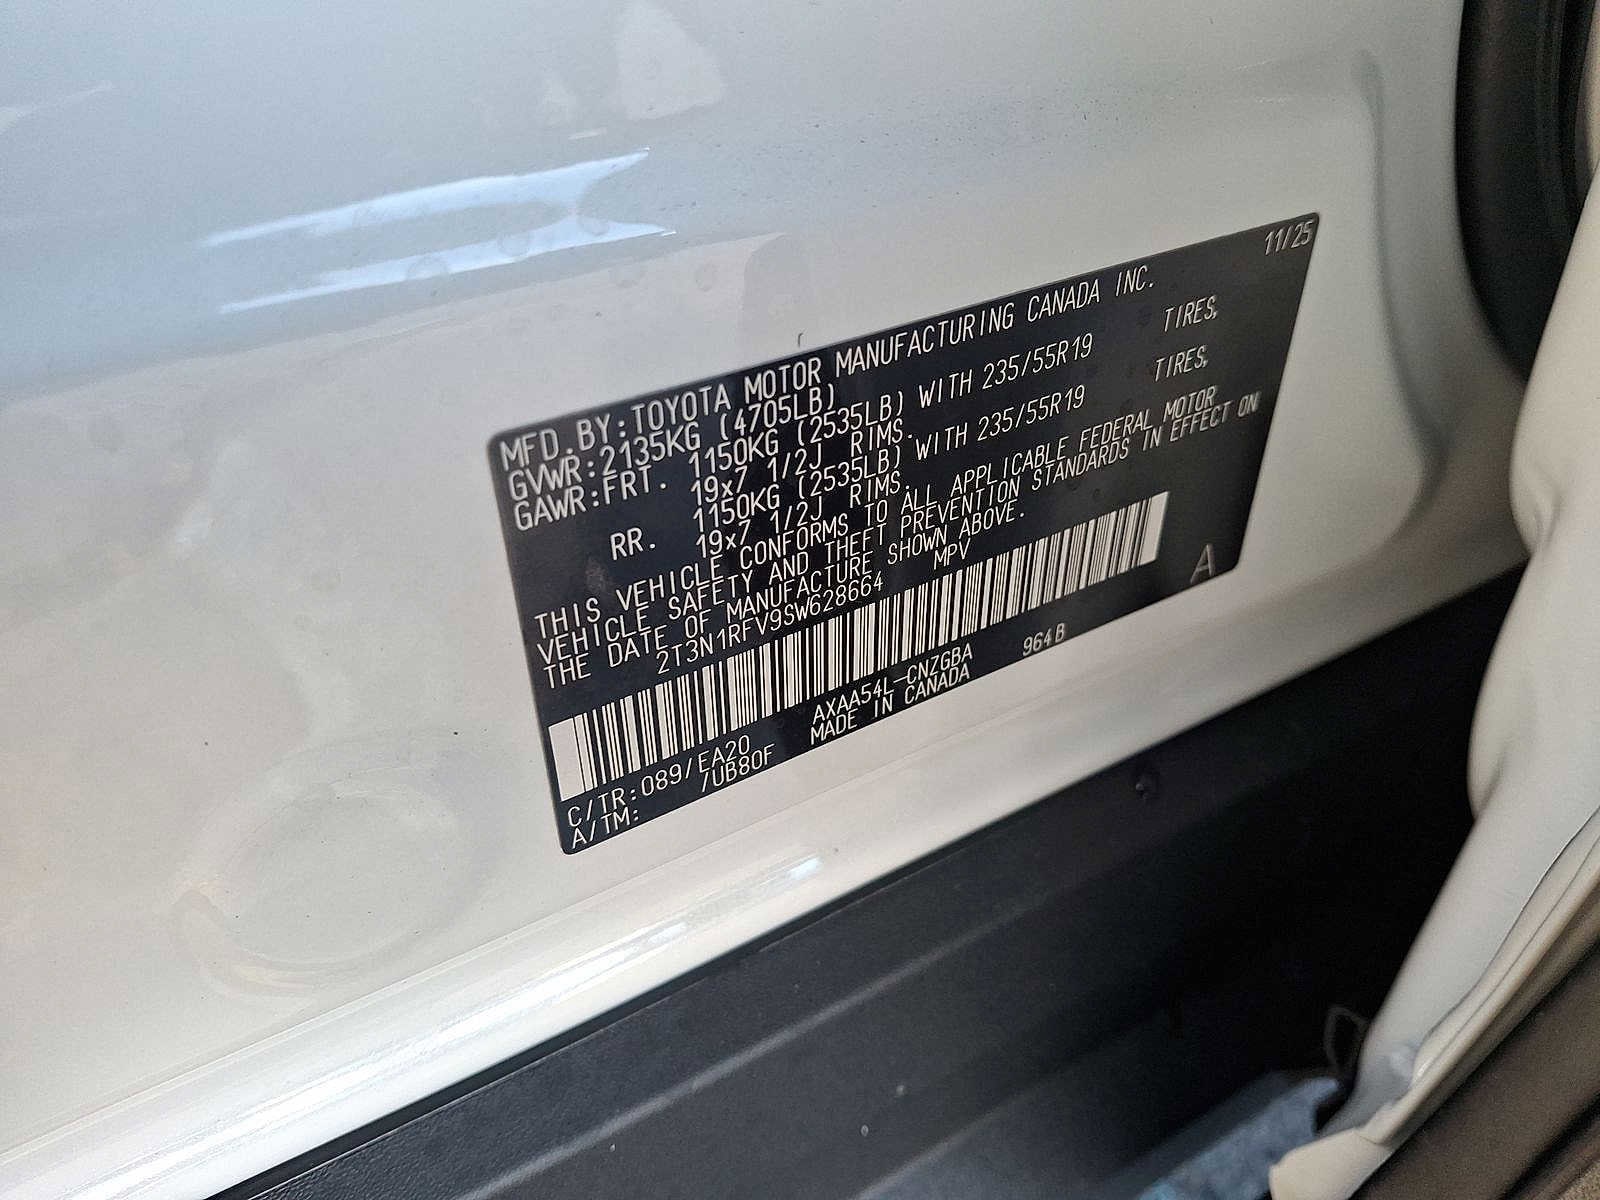 11/25
MFD.BY:TOYOTA MOTOR MANUFACTURING CANADA INC.
GVWR:2135KG (4705LB)
GAWR:FRT. 1150KG (2535LB) WITH 235/55R19 TIRES,
19x7 1/2J RIMS.
RR. 1150KG (2535LB) WITH 235/55R19 TIRES,
19x7 1/2J RIMS.
THIS VEHICLE CONFORMS TO ALL APPLICABLE FEDERAL MOTOR
VEHICLE SAFETY AND THEFT PREVENTION STANDARDS IN EFFECT ON
THE DATE OF MANUFACTURE SHOWN ABOVE.
2T3N1RFV9SW628664 MPV
A
C/TR:089/EA20 AXAA54L-CNZGBA 964B
A/TM: 7UB80F MADE IN CANADA